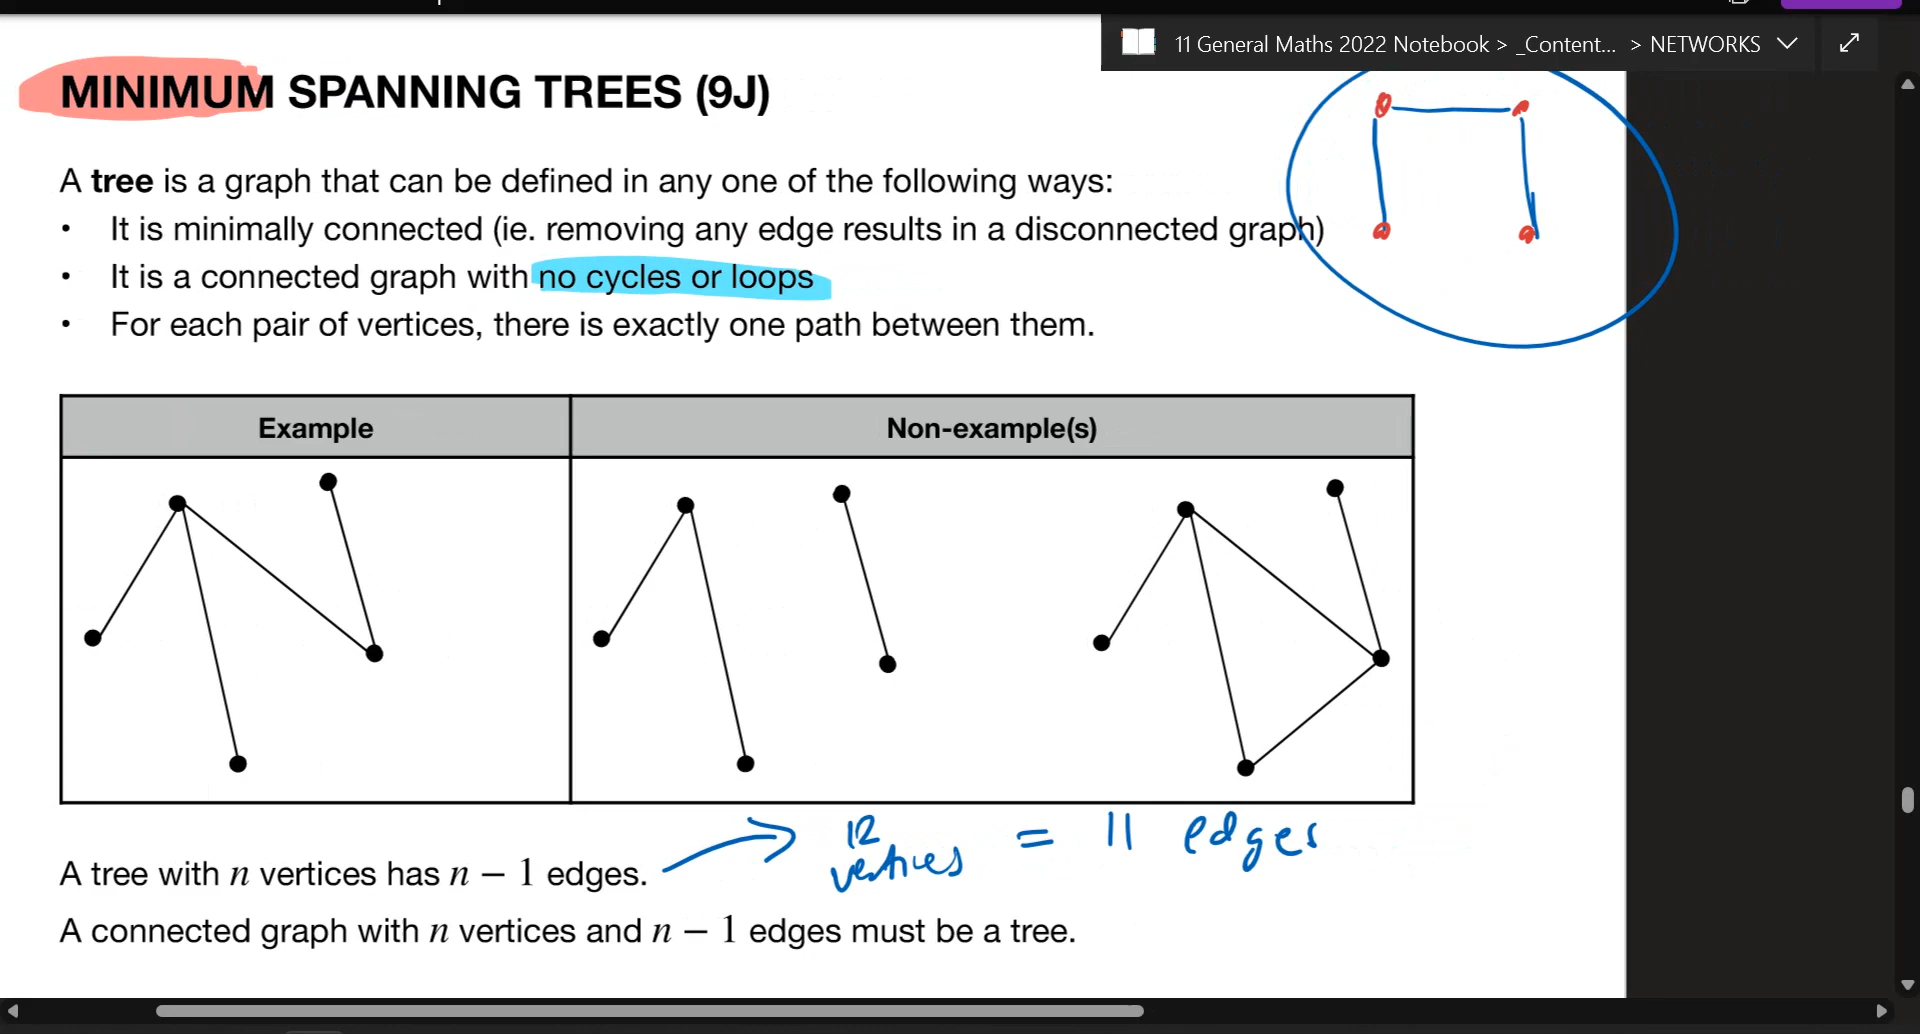 11 General Maths 2022 Notebook > _Content... > NETWORKS
MINIMUM SPANNING TREES (9J)
A tree is a graph that can be defined in any one of the following ways:
• It is minimally connected (ie. removing any edge results in a disconnected graph)
• It is a connected graph with no cycles or loops
• For each pair of vertices, there is exactly one path between them.
Example
Non-example(s)
12 vertices = 11 edges
A tree with n vertices has n − 1 edges.
A connected graph with n vertices and n − 1 edges must be a tree.